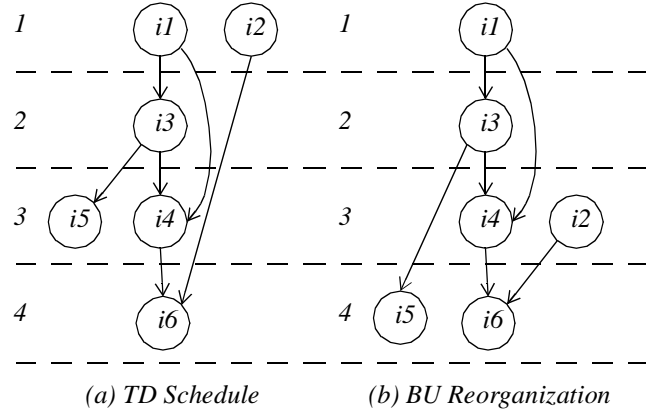 1 i1 i2 1 i1
2 i3 2 i3
3 i5 i4 3 i4 i2
4 i6 4 i5 i6
(a) TD Schedule (b) BU Reorganization